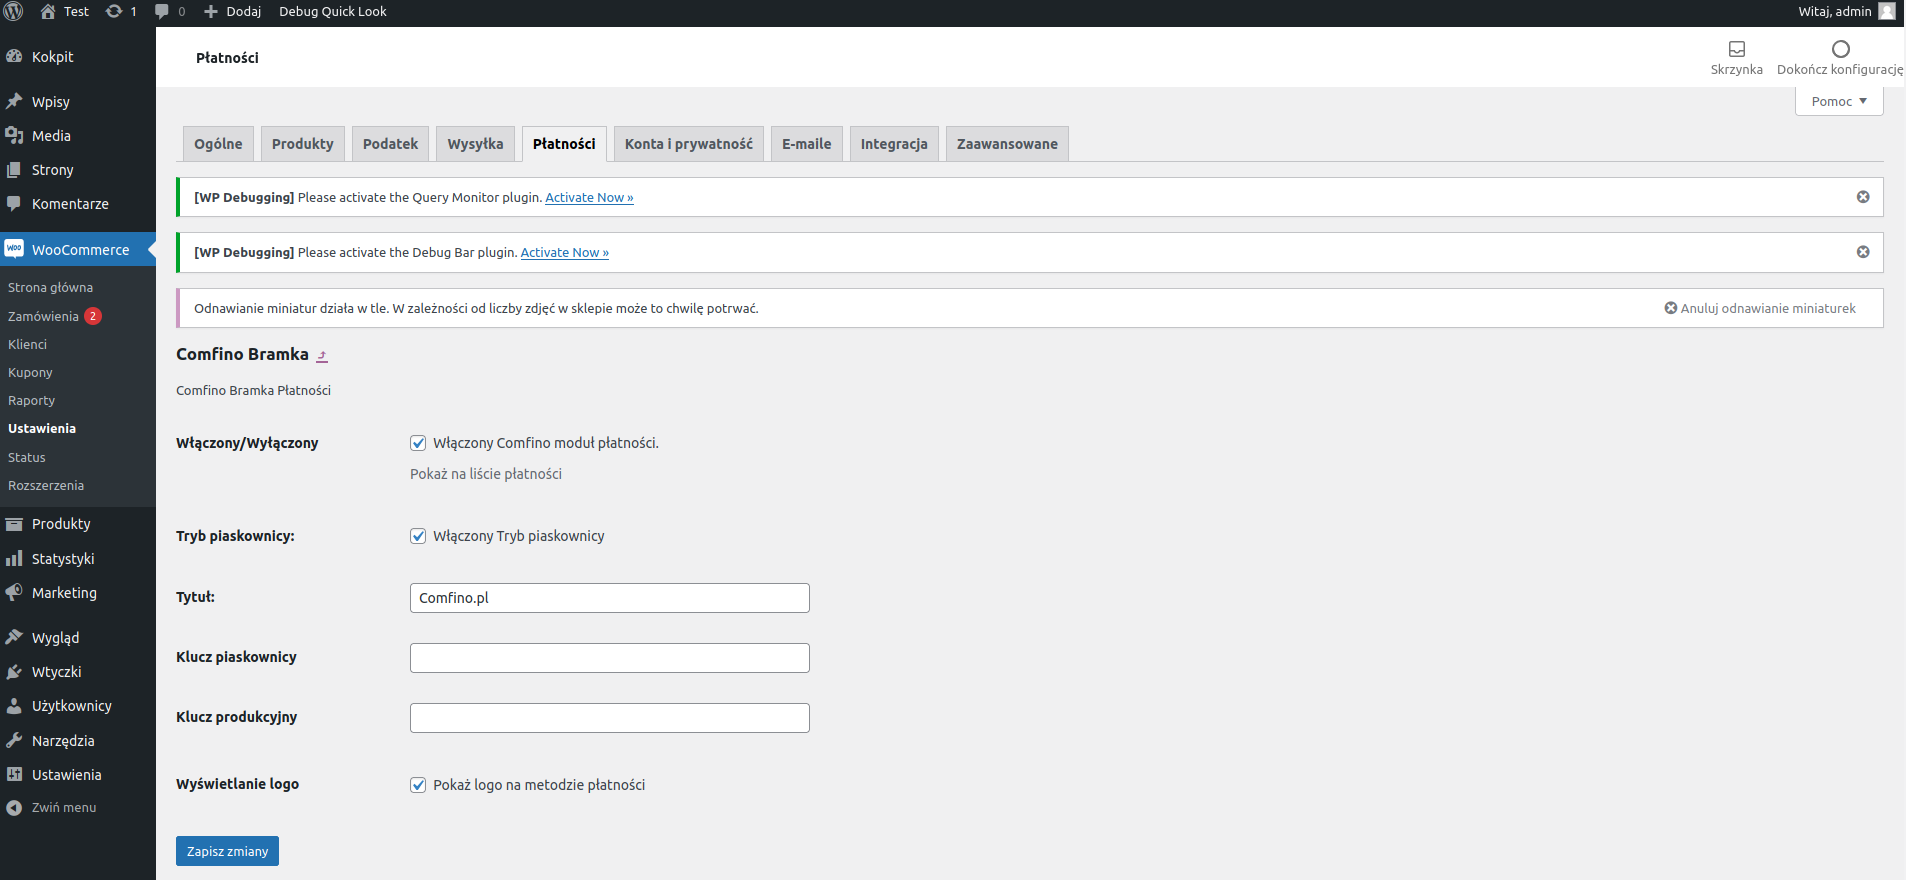 Test 1 0 Dodaj Debug Quick Look Witaj, admin
Kokpit
Wpisy
Media
Strony
Komentarze
WooCommerce
Strona główna
Zamówienia 2
Klienci
Kupony
Raporty
Ustawienia
Status
Rozszerzenia
Produkty
Statystyki
Marketing
Wygląd
Wtyczki
Użytkownicy
Narzędzia
Ustawienia
Zwiń menu
Płatności
Skrzynka Dokończ konfigurację
Pomoc
Ogólne Produkty Podatek Wysyłka Płatności Konta i prywatność E-maile Integracja Zaawansowane
[WP Debugging] Please activate the Query Monitor plugin. Activate Now »
[WP Debugging] Please activate the Debug Bar plugin. Activate Now »
Odnawianie miniatur działa w tle. W zależności od liczby zdjęć w sklepie może to chwilę potrwać. Anuluj odnawianie miniaturek
Comfino Bramka ⤴
Comfino Bramka Płatności
Włączony/Wyłączony Włączony Comfino moduł płatności.
Pokaż na liście płatności
Tryb piaskownicy: Włączony Tryb piaskownicy
Tytuł: Comfino.pl
Klucz piaskownicy
Klucz produkcyjny
Wyświetlanie logo Pokaż logo na metodzie płatności
Zapisz zmiany